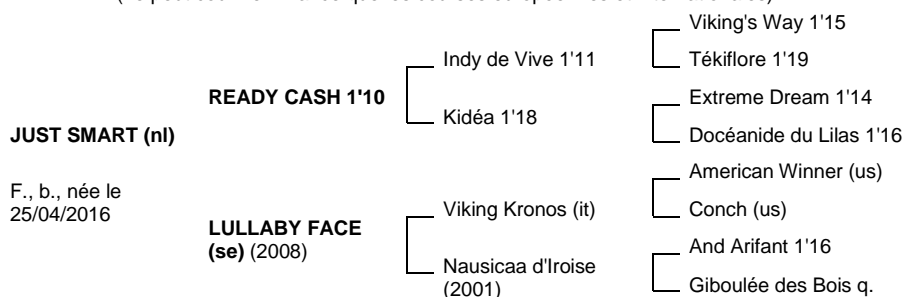 Viking's Way 1'15
Indy de Vive 1'11
Tékiflore 1'19
READY CASH 1'10
Extreme Dream 1'14
Kidéa 1'18
Docéanide du Lilas 1'16
JUST SMART (nl)
F., b., née le
25/04/2016
American Winner (us)
Viking Kronos (it)
Conch (us)
LULLABY FACE
(se) (2008)
And Arifant 1'16
Nausicaa d'Iroise
(2001)
Giboulée des Bois q.